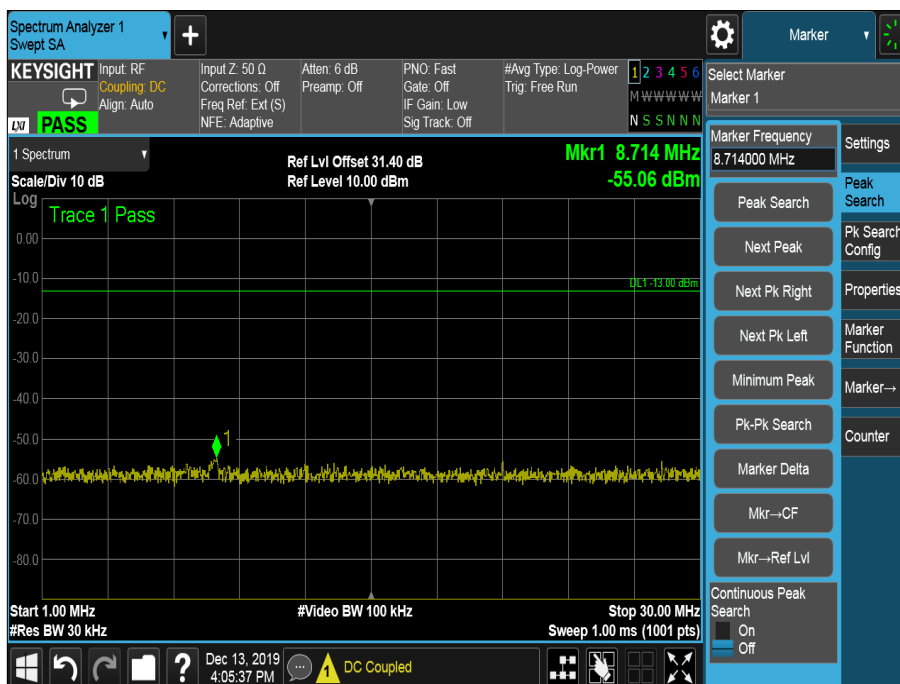 Spectrum Analyzer 1
Swept SA
+
Marker
KEYSIGHT
Input: RF
Coupling: DC
Align: Auto
Input Z: 50 Ω
Corrections: Off
Freq Ref: Ext (S)
NFE: Adaptive
Atten: 6 dB
Preamp: Off
PNO: Fast
Gate: Off
IF Gain: Low
Sig Track: Off
#Avg Type: Log-Power
Trig: Free Run
1 2 3 4 5 6
M W W W W W
N S S N N N
LXI PASS
Select Marker
Marker 1
1 Spectrum
Scale/Div 10 dB
Ref Lvl Offset 31.40 dB
Ref Level 10.00 dBm
Mkr1 8.714 MHz
-55.06 dBm
Log
Trace 1 Pass
0.00
-10.0
DL1 -13.00 dBm
-20.0
-30.0
-40.0
-50.0
1
-60.0
-70.0
-80.0
Start 1.00 MHz
#Video BW 100 kHz
Stop 30.00 MHz
#Res BW 30 kHz
Sweep 1.00 ms (1001 pts)
Marker Frequency
8.714000 MHz
Peak Search
Next Peak
Next Pk Right
Next Pk Left
Minimum Peak
Pk-Pk Search
Marker Delta
Mkr→CF
Mkr→Ref Lvl
Continuous Peak
Search
On
Off
Settings
Peak
Search
Pk Search
Config
Properties
Marker
Function
Marker→
Counter
?
Dec 13, 2019
4:05:37 PM
1
DC Coupled